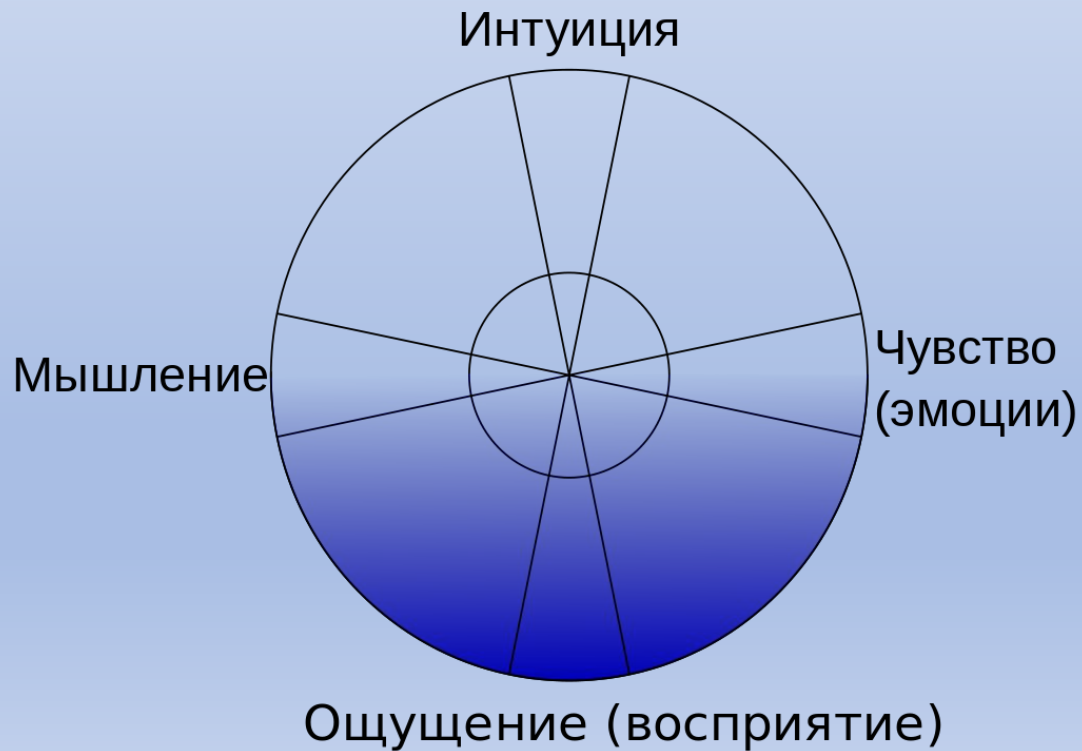 Интуиция
Мышление
Чувство
(эмоции)
Ощущение (восприятие)